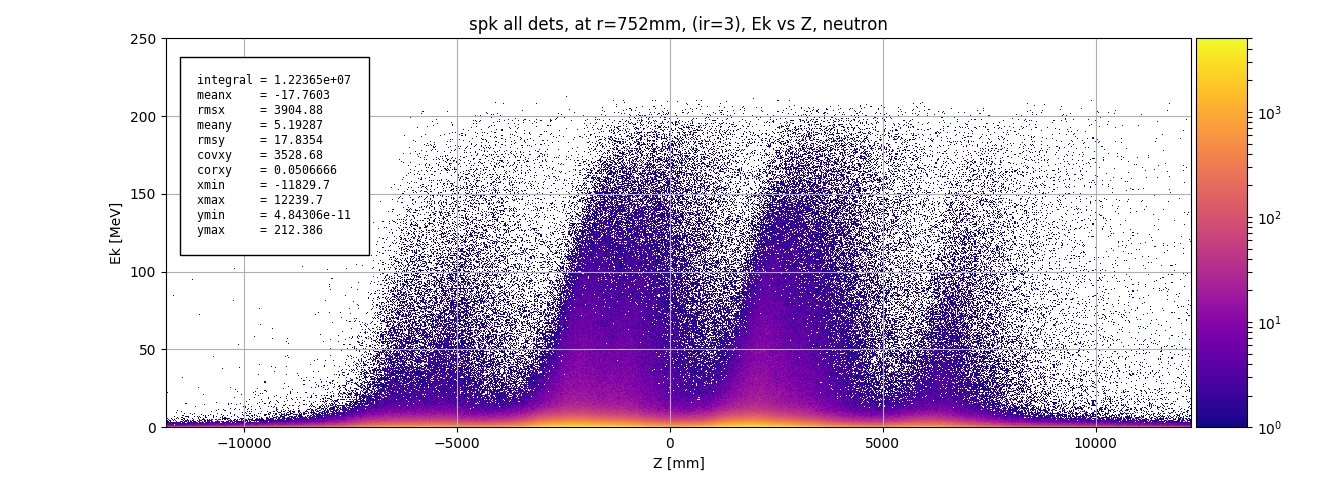 spk all dets, at r=752mm, (ir=3), Ek vs Z, neutron
250
200
150
100
50
0
Ek [MeV]
integral = 1.22365e+07
meanx = -17.7603
rmsx = 3904.88
meany = 5.19287
rmsy = 17.8354
covxy = 3528.68
corxy = 0.0506666
xmin = -11829.7
xmax = 12239.7
ymin = 4.84306e-11
ymax = 212.386
−10000 −5000 0 5000 10000
Z [mm]
10³
10²
10¹
10⁰